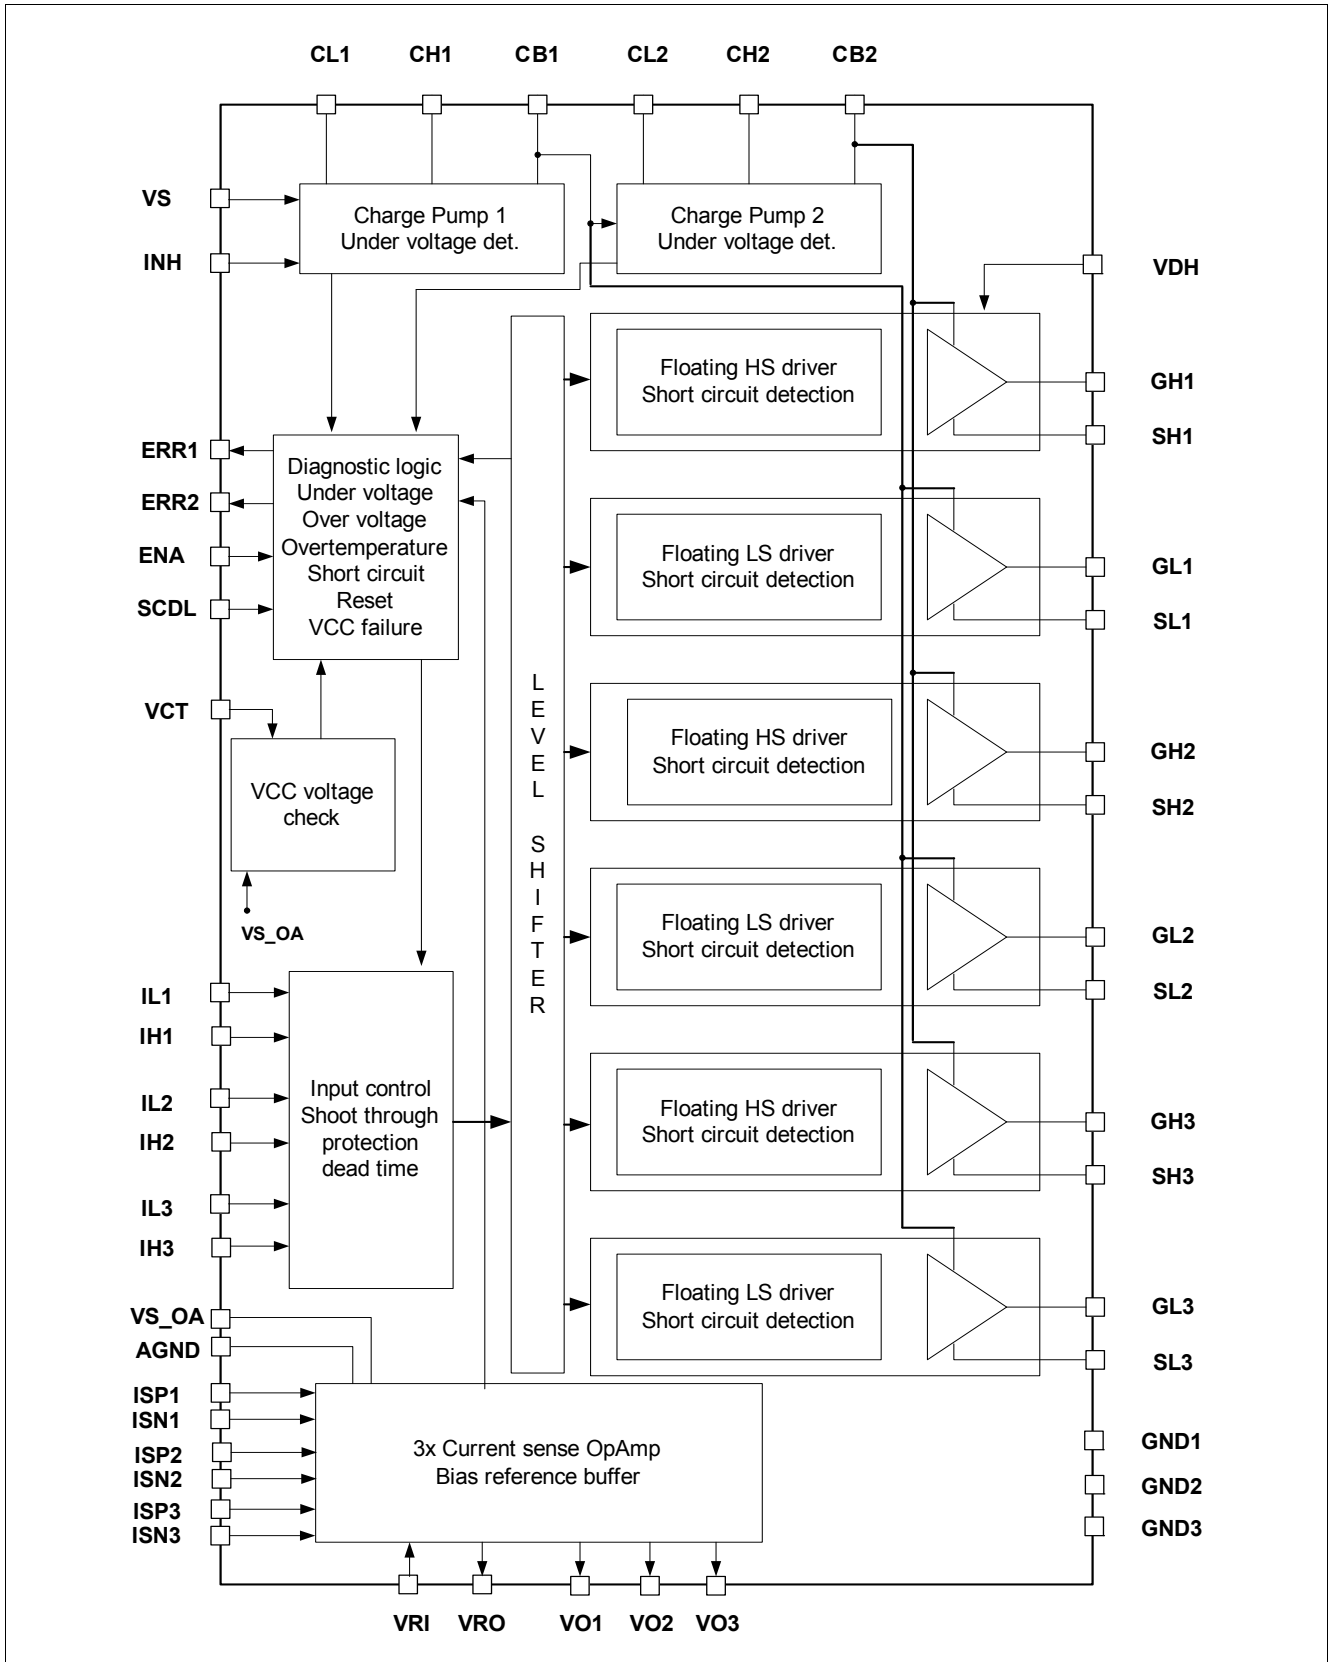 CL1 CH1 CB1 CL2 CH2 CB2
VS
INH
Charge Pump 1
Under voltage det.
Charge Pump 2
Under voltage det.
VDH
Floating HS driver
Short circuit detection
GH1
SH1
ERR1
ERR2
ENA
SCDL
Diagnostic logic
Under voltage
Over voltage
Overtemperature
Short circuit
Reset
VCC failure
Floating LS driver
Short circuit detection
GL1
SL1
VCT
VCC voltage
check
VS_OA
L
E
V
E
L
S
H
I
F
T
E
R
Floating HS driver
Short circuit detection
GH2
SH2
Floating LS driver
Short circuit detection
GL2
SL2
IL1
IH1
IL2
IH2
IL3
IH3
Input control
Shoot through
protection
dead time
Floating HS driver
Short circuit detection
GH3
SH3
Floating LS driver
Short circuit detection
GL3
SL3
VS_OA
AGND
ISP1
ISN1
ISP2
ISN2
ISP3
ISN3
3x Current sense OpAmp
Bias reference buffer
GND1
GND2
GND3
VRI VRO VO1 VO2 VO3